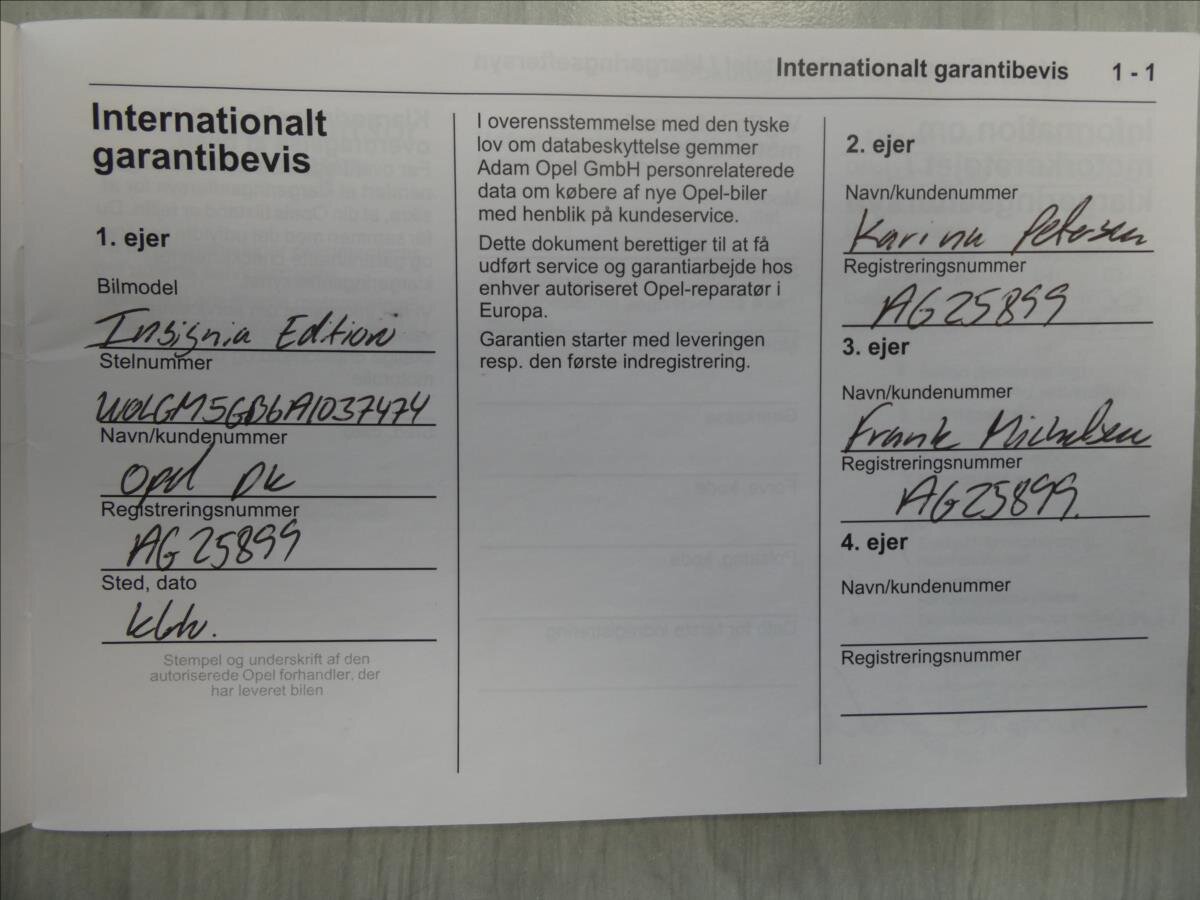 Internationalt garantibevis 1 - 1
Internationalt
garantibevis
1. ejer
Bilmodel
Insignia Edition
Stelnummer
W0LGM5GB6A1037474
Navn/kundenummer
Opel DK
Registreringsnummer
AG 25899
Sted, dato
kbh.
Stempel og underskrift af den
autoriserede Opel forhandler, der
har leveret bilen
I overensstemmelse med den tyske
lov om databeskyttelse gemmer
Adam Opel GmbH personrelaterede
data om købere af nye Opel-biler
med henblik på kundeservice.
Dette dokument berettiger til at få
udført service og garantiarbejde hos
enhver autoriseret Opel-reparatør i
Europa.
Garantien starter med leveringen
resp. den første indregistrering.
2. ejer
Navn/kundenummer
Karina Petersen
Registreringsnummer
AG25899
3. ejer
Navn/kundenummer
Frank Michelsen
Registreringsnummer
AG25899.
4. ejer
Navn/kundenummer
Registreringsnummer